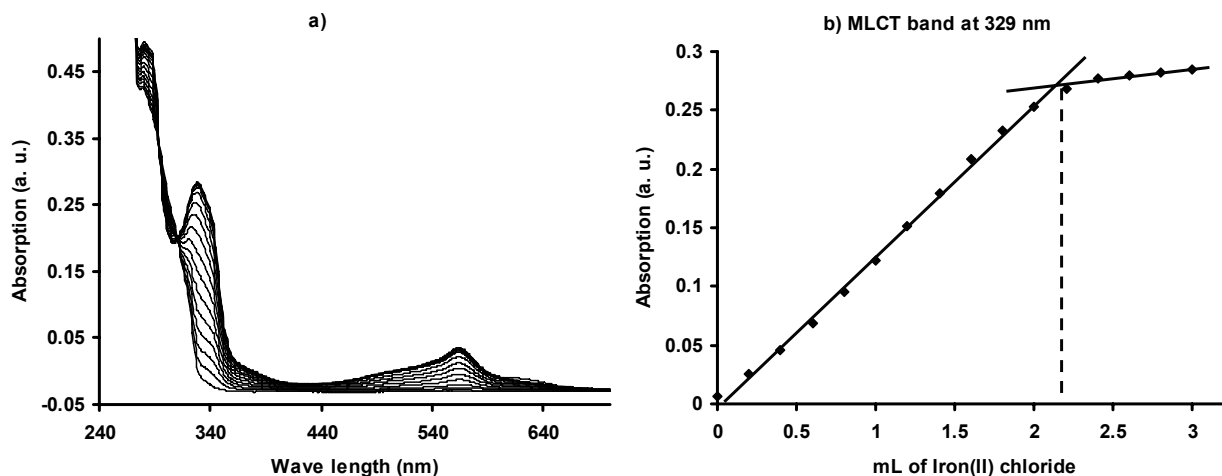 a)
Absorption (a. u.)
0.45
0.35
0.25
0.15
0.05
-0.05
240 340 440 540 640
Wave length (nm)
b) MLCT band at 329 nm
Absorption (a. u.)
0.3
0.25
0.2
0.15
0.1
0.05
0
0 0.5 1 1.5 2 2.5 3
mL of Iron(II) chloride